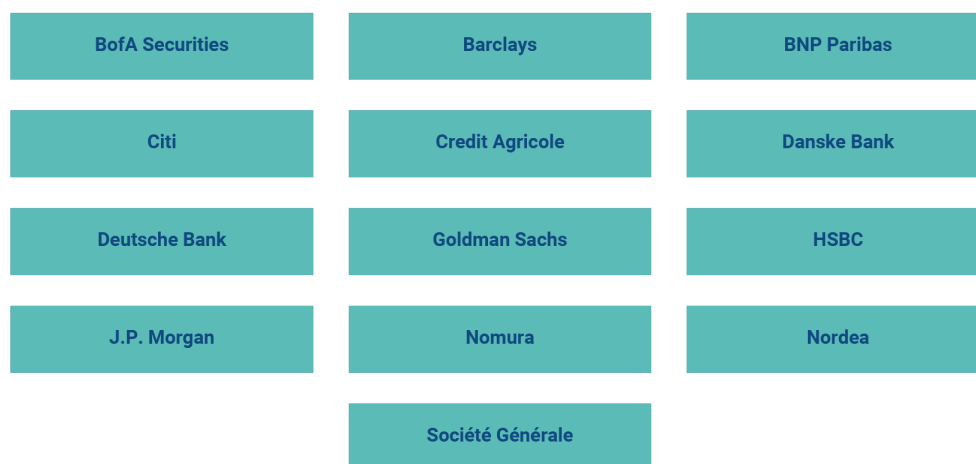 BofA Securities
Barclays
BNP Paribas
Citi
Credit Agricole
Danske Bank
Deutsche Bank
Goldman Sachs
HSBC
J.P. Morgan
Nomura
Nordea
Société Générale